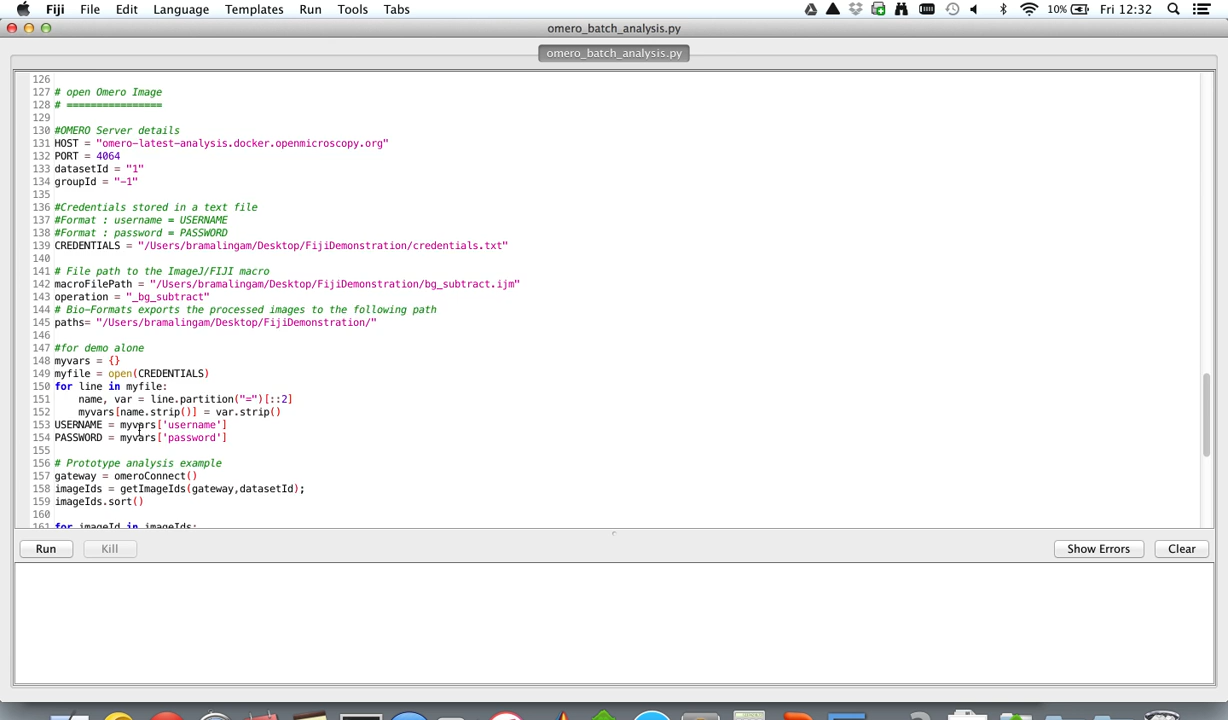 Fiji File Edit Language Templates Run Tools Tabs 10% Fri 12:32
omero_batch_analysis.py
omero_batch_analysis.py
126
127 # open Omero Image
128 # ================
129
130 #OMERO Server details
131 HOST = "omero-latest-analysis.docker.openmicroscopy.org"
132 PORT = 4064
133 datasetId = "1"
134 groupId = "-1"
135
136 #Credentials stored in a text file
137 #Format : username = USERNAME
138 #Format : password = PASSWORD
139 CREDENTIALS = "/Users/bramalingam/Desktop/FijiDemonstration/credentials.txt"
140
141 # File path to the ImageJ/FIJI macro
142 macroFilePath = "/Users/bramalingam/Desktop/FijiDemonstration/bg_subtract.ijm"
143 operation = "_bg_subtract"
144 # Bio-Formats exports the processed images to the following path
145 paths= "/Users/bramalingam/Desktop/FijiDemonstration/"
146
147 #for demo alone
148 myvars = {}
149 myfile = open(CREDENTIALS)
150 for line in myfile:
151 name, var = line.partition("=")[::2]
152 myvars[name.strip()] = var.strip()
153 USERNAME = myvars['username']
154 PASSWORD = myvars['password']
155
156 # Prototype analysis example
157 gateway = omeroConnect()
158 imageIds = getImageIds(gateway,datasetId);
159 imageIds.sort()
160
161 for imageId in imageIds:
Run Kill Show Errors Clear